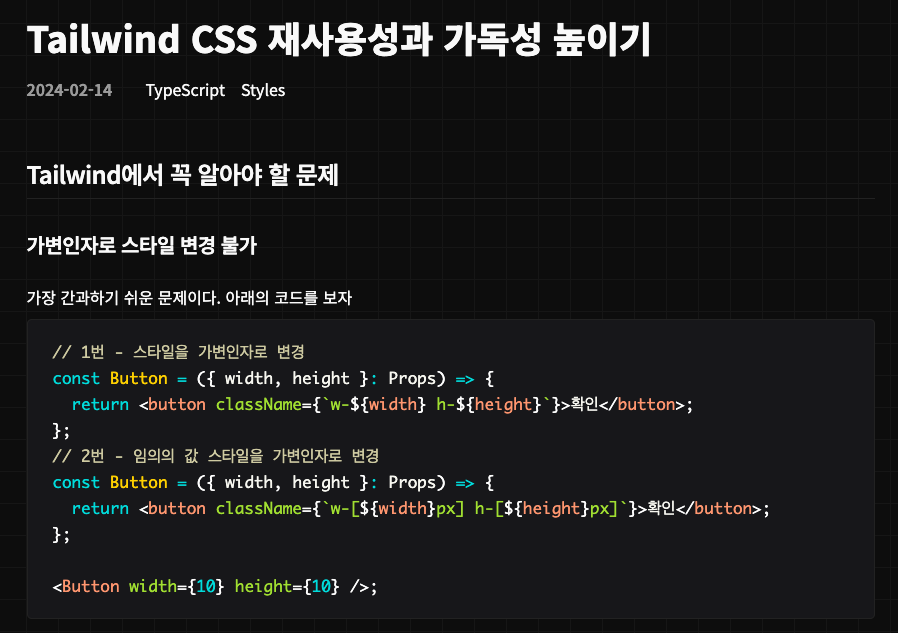 Tailwind CSS 재사용성과 가독성 높이기
2024-02-14 TypeScript Styles
Tailwind에서 꼭 알아야 할 문제
가변인자로 스타일 변경 불가
가장 간과하기 쉬운 문제이다. 아래의 코드를 보자
// 1번 - 스타일을 가변인자로 변경
const Button = ({ width, height }: Props) => {
  return <button className={`w-${width} h-${height}`}>확인</button>;
};
// 2번 - 임의의 값 스타일을 가변인자로 변경
const Button = ({ width, height }: Props) => {
  return <button className={`w-[${width}px] h-[${height}px]`}>확인</button>;
};
<Button width={10} height={10} />;